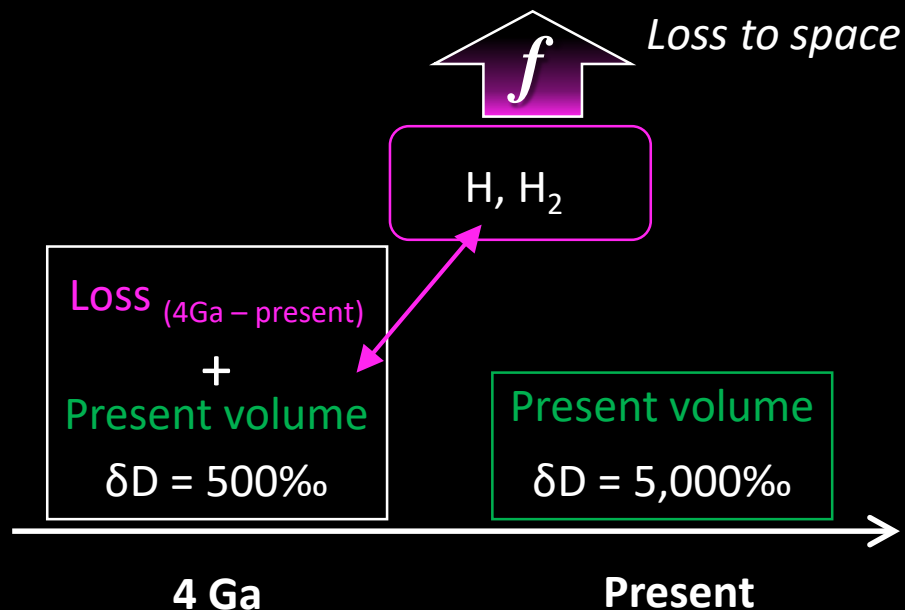 Loss to space
f
H, H₂
Loss (4Ga – present)
+
Present volume
δD = 500‰
Present volume
δD = 5,000‰
4 Ga
Present